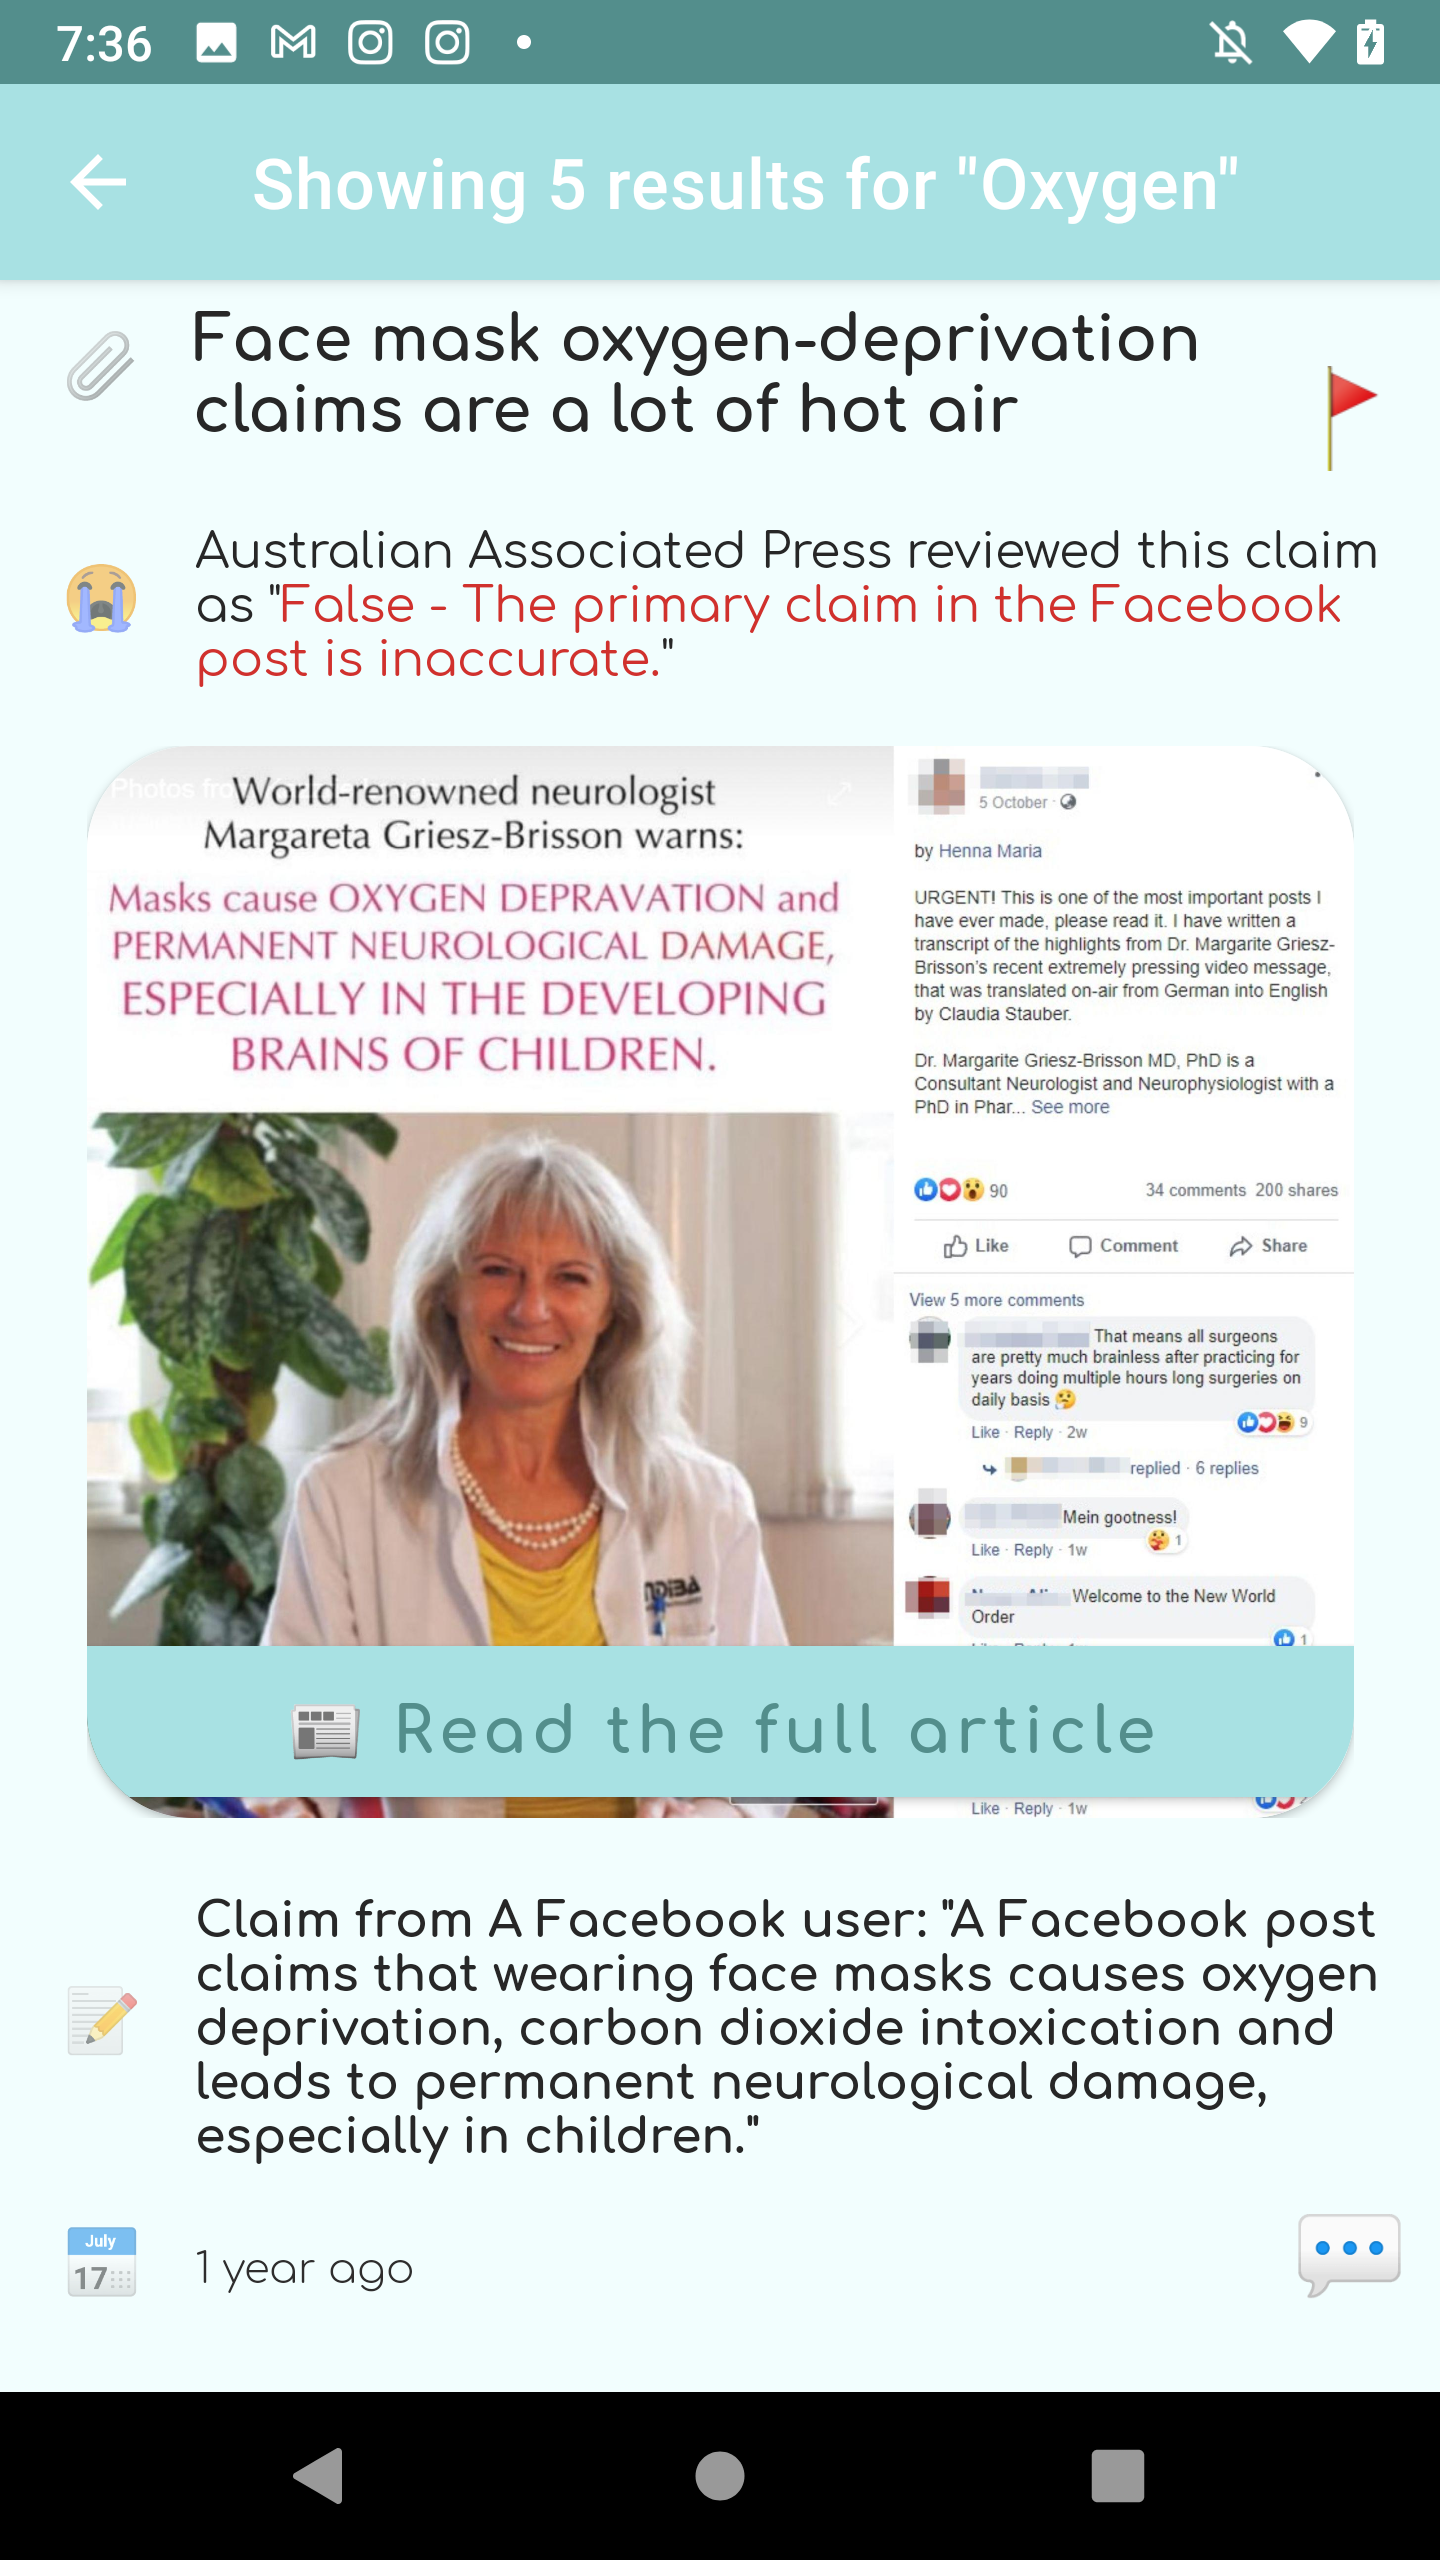 7:36
Showing 5 results for "Oxygen"
Face mask oxygen-deprivation
claims are a lot of hot air
Australian Associated Press reviewed this claim
as "False - The primary claim in the Facebook
post is inaccurate."
Photos fro
World-renowned neurologist
Margareta Griesz-Brisson warns:
Masks cause OXYGEN DEPRAVATION and
PERMANENT NEUROLOGICAL DAMAGE,
ESPECIALLY IN THE DEVELOPING
BRAINS OF CHILDREN.
5 October ·
by Henna Maria
URGENT! This is one of the most important posts I
have ever made, please read it. I have written a
transcript of the highlights from Dr. Margarite Griesz-
Brisson's recent extremely pressing video message,
that was translated on-air from German into English
by Claudia Stauber.
Dr. Margarite Griesz-Brisson MD, PhD is a
Consultant Neurologist and Neurophysiologist with a
PhD in Phar... See more
90
34 comments 200 shares
Like Comment Share
View 5 more comments
That means all surgeons
are pretty much brainless after practicing for
years doing multiple hours long surgeries on
daily basis
9
Like · Reply · 2w
replied · 6 replies
Mein gootness!
1
Like · Reply · 1w
Welcome to the New World
Order
1
Read the full article
Like · Reply · 1w
Claim from A Facebook user: "A Facebook post
claims that wearing face masks causes oxygen
deprivation, carbon dioxide intoxication and
leads to permanent neurological damage,
especially in children."
July
17
1 year ago